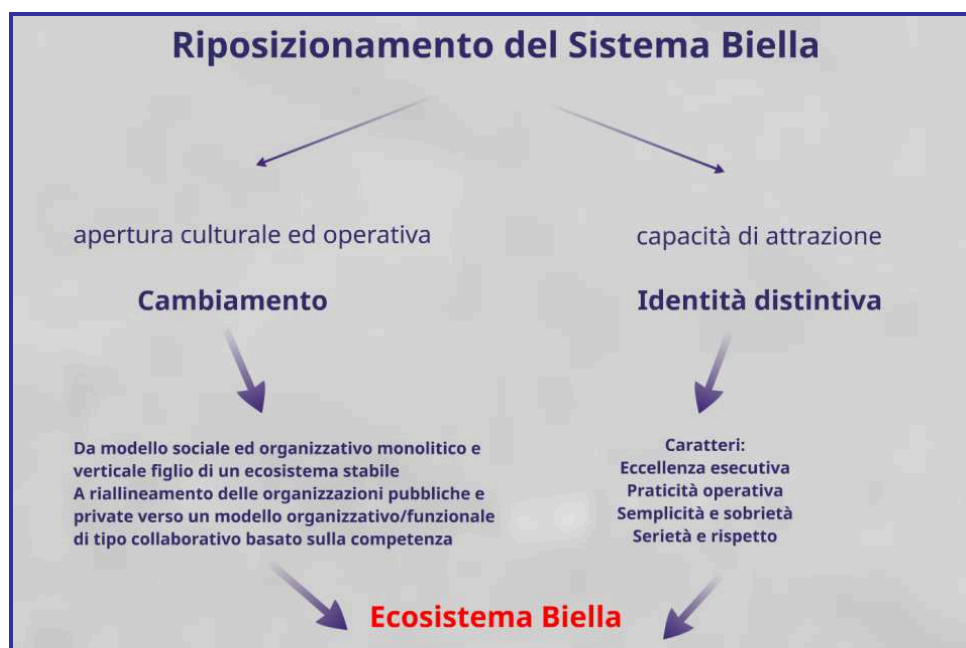 Riposizionamento del Sistema Biella
apertura culturale ed operativa
Cambiamento
Da modello sociale ed organizzativo monolitico e
verticale figlio di un ecosistema stabile
A riallineamento delle organizzazioni pubbliche e
private verso un modello organizzativo/funzionale
di tipo collaborativo basato sulla competenza
capacità di attrazione
Identità distintiva
Caratteri:
Eccellenza esecutiva
Praticità operativa
Semplicità e sobrietà
Serietà e rispetto
Ecosistema Biella